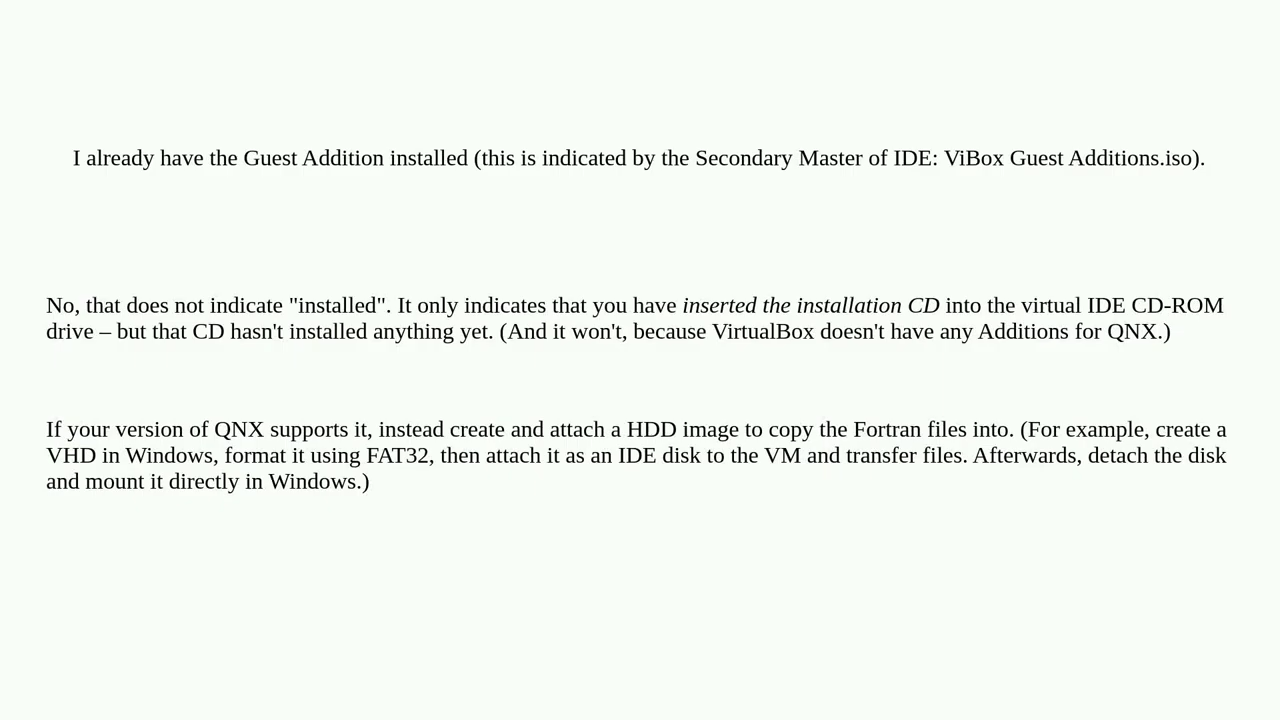 I already have the Guest Addition installed (this is indicated by the Secondary Master of IDE: ViBox Guest Additions.iso).
No, that does not indicate "installed". It only indicates that you have inserted the installation CD into the virtual IDE CD-ROM
drive – but that CD hasn't installed anything yet. (And it won't, because VirtualBox doesn't have any Additions for QNX.)
If your version of QNX supports it, instead create and attach a HDD image to copy the Fortran files into. (For example, create a
VHD in Windows, format it using FAT32, then attach it as an IDE disk to the VM and transfer files. Afterwards, detach the disk
and mount it directly in Windows.)